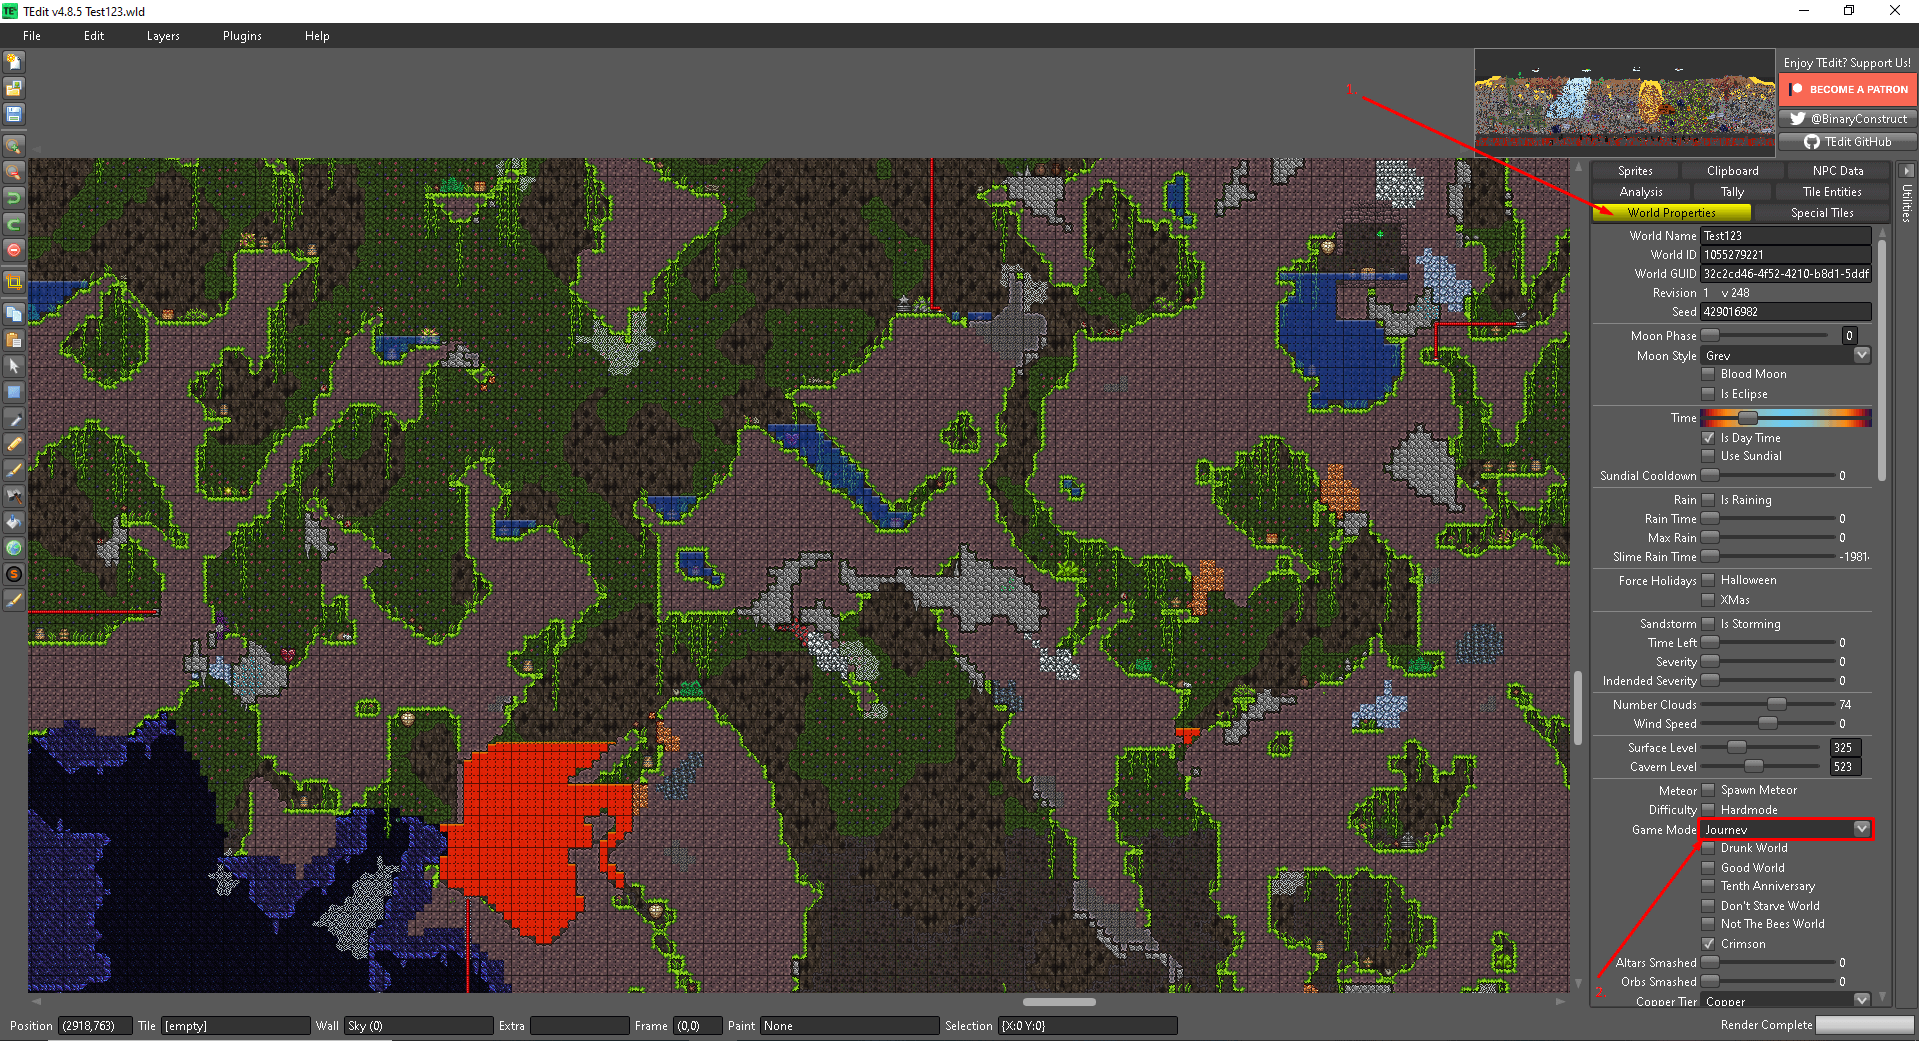 TEdit v4.8.5 Test123.wld
File Edit Layers Plugins Help
Enjoy TEdit? Support Us!
BECOME A PATRON
@BinaryConstruct
TEdit GitHub
1.
Sprites Clipboard NPC Data
Analysis Tally Tile Entities
World Properties Special Tiles
Utilities
World Name Test123
World ID 1055279221
World GUID 32c2cd46-4f52-4210-b8d1-5ddf
Revision 1 v 248
Seed 429016982
Moon Phase 0
Moon Style Grey
Blood Moon
Is Eclipse
Time
Is Day Time
Use Sundial
Sundial Cooldown 0
Rain Is Raining
Rain Time 0
Max Rain 0
Slime Rain Time -1981
Force Holidays Halloween
XMas
Sandstorm Is Storming
Time Left 0
Severity 0
Indended Severity 0
Number Clouds 74
Wind Speed 0
Surface Level 325
Cavern Level 523
Meteor Spawn Meteor
Difficulty Hardmode
Game Mode Journey
Drunk World
Good World
Tenth Anniversary
Don't Starve World
Not The Bees World
Crimson
Altars Smashed 0
2. Orbs Smashed 0
Copper Tier Copper
Position (2918,763) Tile [empty] Wall Sky (0) Extra Frame (0,0) Paint None Selection {X:0 Y:0} Render Complete